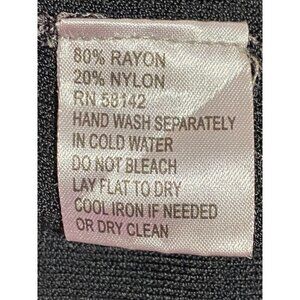 80% RAYON
20% NYLON
RN 58142
HAND WASH SEPARATELY
IN COLD WATER
DO NOT BLEACH
LAY FLAT TO DRY
COOL IRON IF NEEDED
OR DRY CLEAN